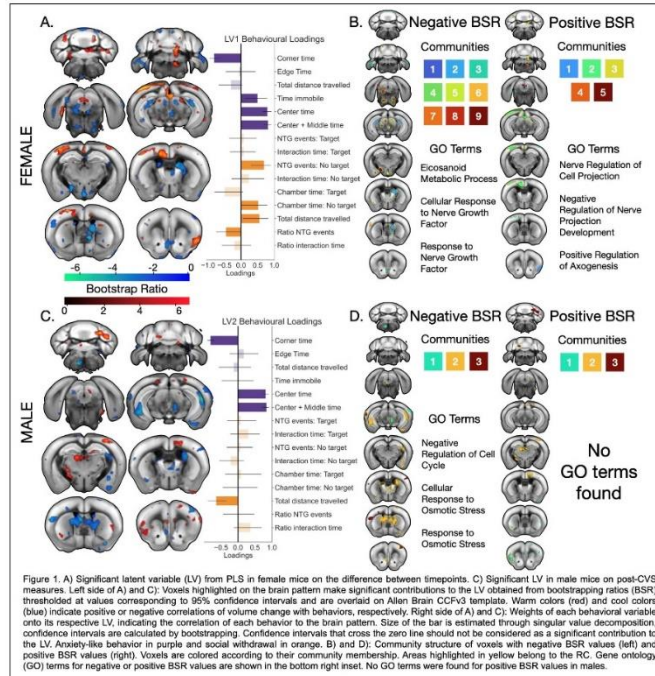 A.
LV1 Behavioural Loadings
FEMALE
Corner time
Edge Time
Total distance travelled
Time immobile
Center time
Center + Middle time
NTG events: Target
Interaction time: Target
NTG events: No target
Interaction time: No target
Chamber time: Target
Chamber time: No target
Total distance travelled
Ratio NTG events
Ratio interaction time
-1.0 -0.5 0.0 0.5 1.0
Loadings
-6 -4 -2 0
Bootstrap Ratio
0 2 4 6
B.
Negative BSR
Communities
1 2 3
4 5 6
7 8 9
GO Terms
Eicosanoid
Metabolic Process
Cellular Response
to Nerve Growth
Factor
Response to
Nerve Growth
Factor
Positive BSR
Communities
1 2 3
4 5
GO Terms
Nerve Regulation of
Cell Projection
Negative
Regulation of Nerve
Projection
Development
Positive Regulation
of Axogenesis
C.
LV2 Behavioural Loadings
MALE
Corner time
Edge Time
Total distance travelled
Time immobile
Center time
Center + Middle time
NTG events: Target
Interaction time: Target
NTG events: No target
Interaction time: No target
Chamber time: Target
Chamber time: No target
Total distance travelled
Ratio NTG events
Ratio interaction time
-1.0 -0.5 0.0 0.5
Loadings
D.
Negative BSR
Communities
1 2 3
GO Terms
Negative
Regulation of Cell
Cycle
Cellular
Response to
Osmotic Stress
Response to
Osmotic Stress
Positive BSR
Communities
1 2 3
No
GO terms
found
Figure 1. A) Significant latent variable (LV) from PLS in female mice on the difference between timepoints. C) Significant LV in male mice on post-CVS
measures. Left side of A) and C): Voxels highlighted on the brain pattern make significant contributions to the LV obtained from bootstrapping ratios (BSR)
thresholded at values corresponding to 95% confidence intervals and are overlaid on Allen Brain CCFv3 template. Warm colors (red) and cool colors
(blue) indicate positive or negative correlations of volume change with behaviors, respectively. Right side of A) and C): Weights of each behavioral variable
onto its respective LV, indicating the correlation of each behavior to the brain pattern. Size of the bar is estimated through singular value decomposition,
confidence intervals are calculated by bootstrapping. Confidence intervals that cross the zero line should not be considered as a significant contribution to
the LV. Anxiety-like behavior in purple and social withdrawal in orange. B) and D): Community structure of voxels with negative BSR values (left) and
positive BSR values (right). Voxels are colored according to their community membership. Areas highlighted in yellow belong to the RC. Gene ontology
(GO) terms for negative or positive BSR values are shown in the bottom right inset. No GO terms were found for positive BSR values in males.